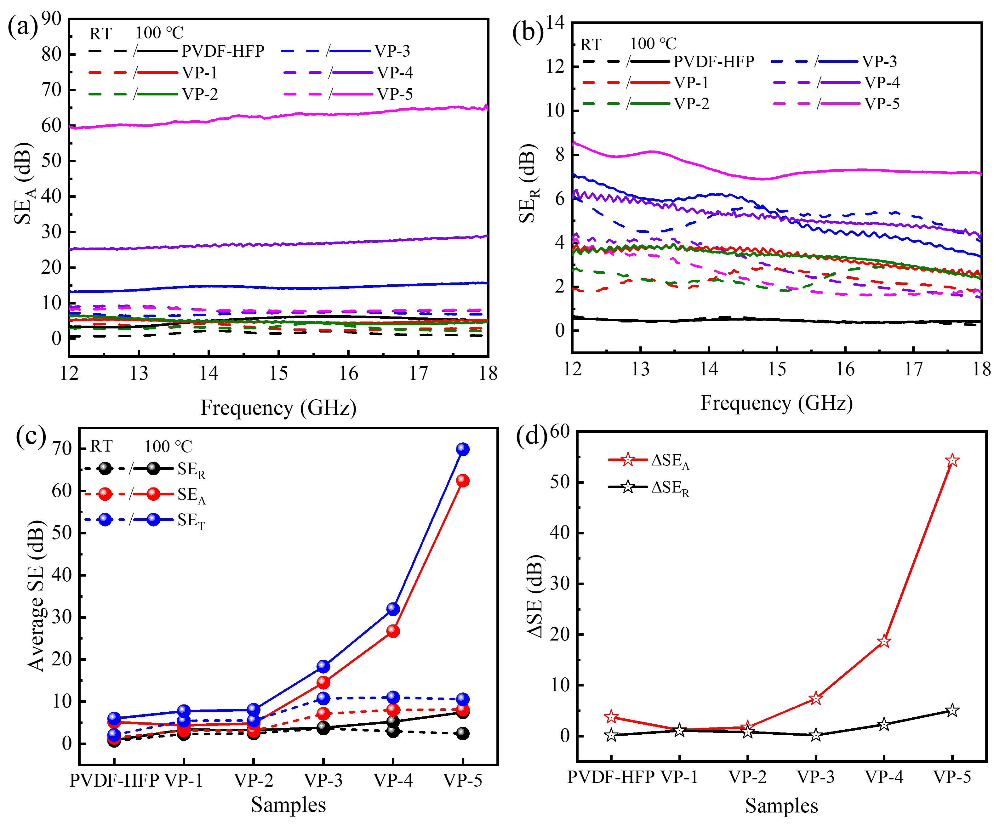 (a)
90
80
70
60
50
40
30
20
10
0
SEA (dB)
RT 100 °C
/ PVDF-HFP / VP-3
/ VP-1 / VP-4
/ VP-2 / VP-5
12 13 14 15 16 17 18
Frequency (GHz)
(b)
14
12
10
8
6
4
2
0
SER (dB)
RT 100 °C
/ PVDF-HFP / VP-3
/ VP-1 / VP-4
/ VP-2 / VP-5
12 13 14 15 16 17 18
Frequency (GHz)
(c)
70
60
50
40
30
20
10
0
Average SE (dB)
RT 100 °C
/ SER
/ SEA
/ SET
PVDF-HFP VP-1 VP-2 VP-3 VP-4 VP-5
Samples
(d)
60
50
40
30
20
10
0
ΔSE (dB)
ΔSEA
ΔSER
PVDF-HFP VP-1 VP-2 VP-3 VP-4 VP-5
Samples